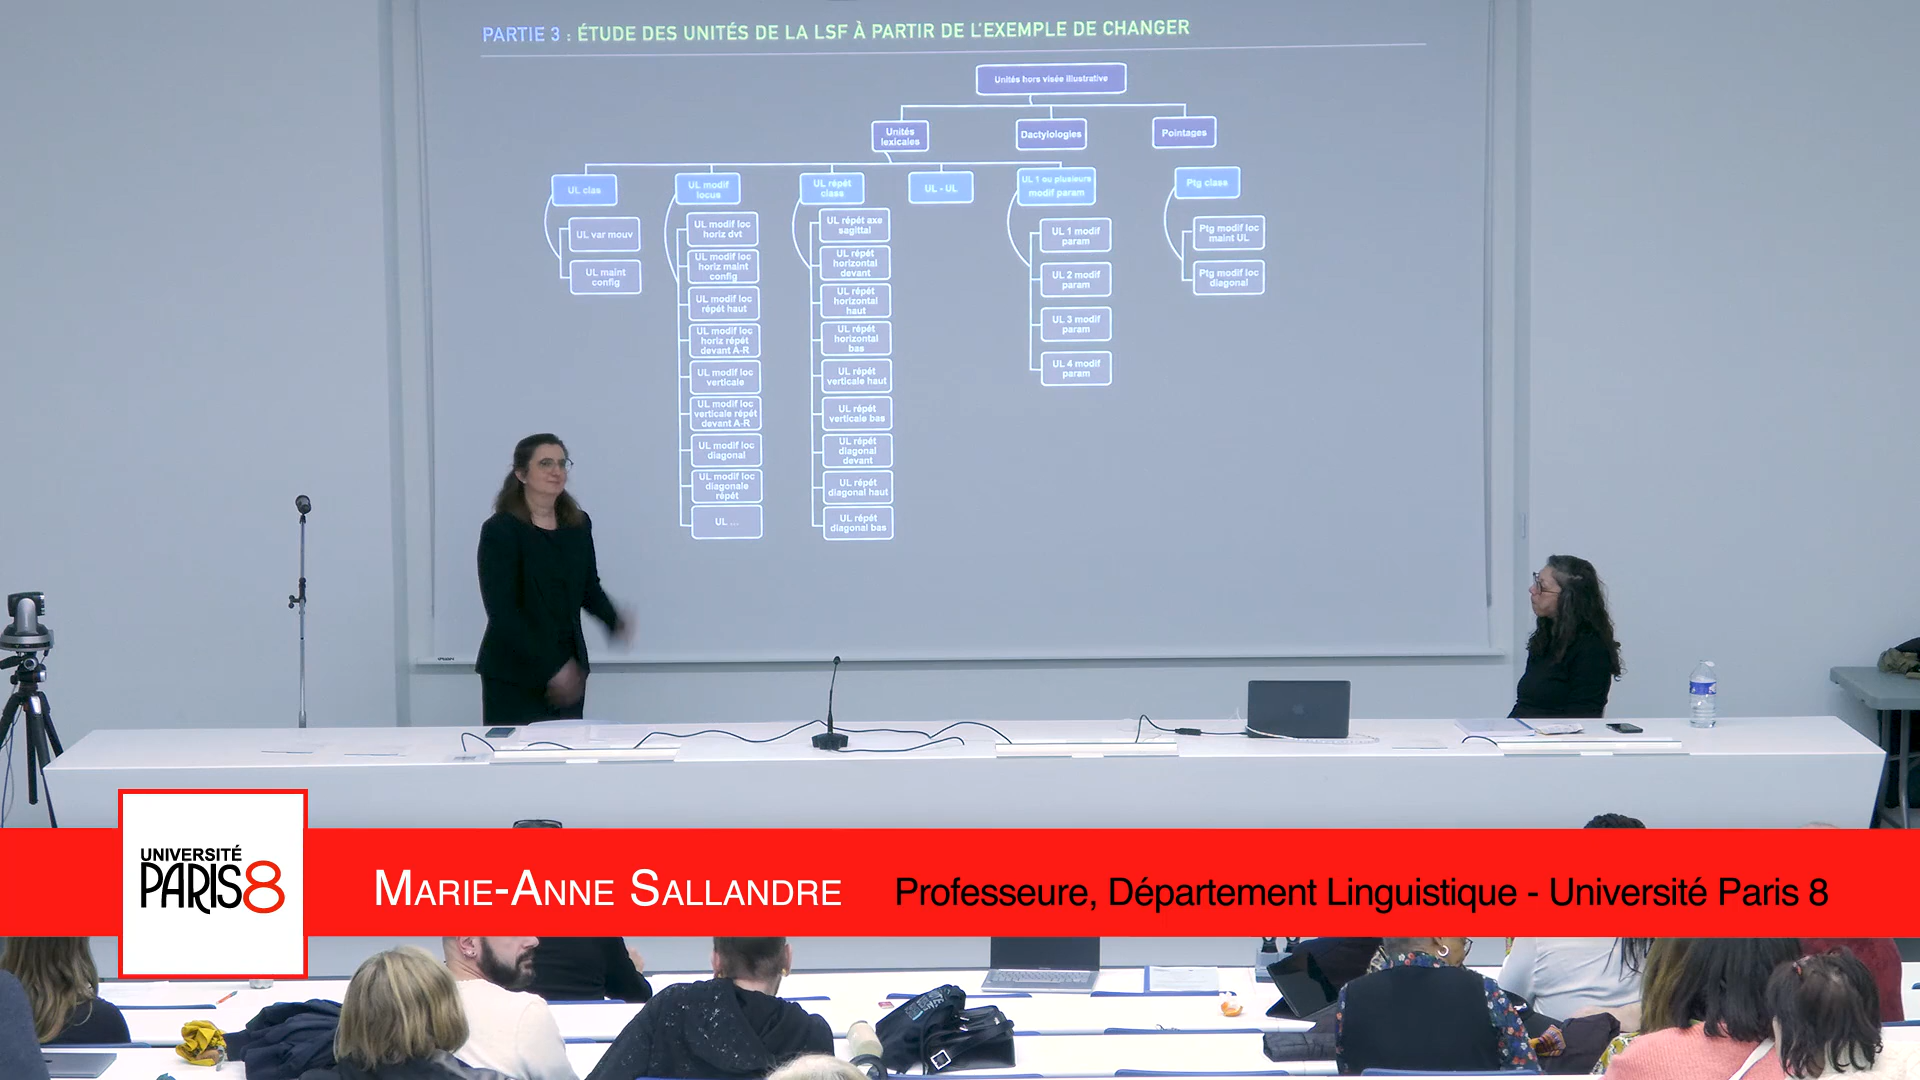 PARTIE 3 : ÉTUDE DES UNITÉS DE LA LSF À PARTIR DE L'EXEMPLE DE CHANGER
Unités hors visée illustrative
Unités
lexicales
Dactylologies
Pointages
UL clas
UL modif
locus
UL répét
class
UL - UL
UL 1 ou plusieurs
modif param
Ptg class
UL var mouv
UL maint
config
UL modif loc
horiz dvt
UL modif loc
horiz maint
config
UL modif loc
répét haut
UL modif loc
horiz répét
devant A-R
UL modif loc
verticale
UL modif loc
verticale répét
devant A-R
UL modif loc
diagonal
UL modif loc
diagonale
répét
UL ...
UL répét axe
sagittal
UL répét
horizontal
devant
UL répét
horizontal
haut
UL répét
horizontal
bas
UL répét
verticale haut
UL répét
verticale bas
UL répét
diagonal
devant
UL répét
diagonal haut
UL répét
diagonal bas
UL 1 modif
param
UL 2 modif
param
UL 3 modif
param
UL 4 modif
param
Ptg modif loc
maint UL
Ptg modif loc
diagonal
UNIVERSITÉ
PARIS8
MARIE-ANNE SALLANDRE
Professeure, Département Linguistique - Université Paris 8